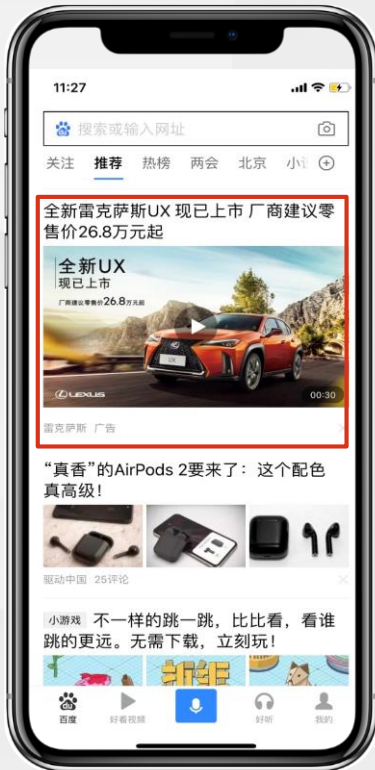 11:27
搜索或输入网址
关注 推荐 热榜 两会 北京 小
全新雷克萨斯UX 现已上市 厂商建议零
售价26.8万元起
全新UX
现已上市
厂商建议零售价26.8万元起
UX
LEXUS
00:30
雷克萨斯 广告
“真香”的AirPods 2要来了：这个配色
真高级！
驱动中国 25评论
小游戏 不一样的跳一跳，比比看，看谁
跳的更远。无需下载，立刻玩！
百度 好看视频 好听 我的